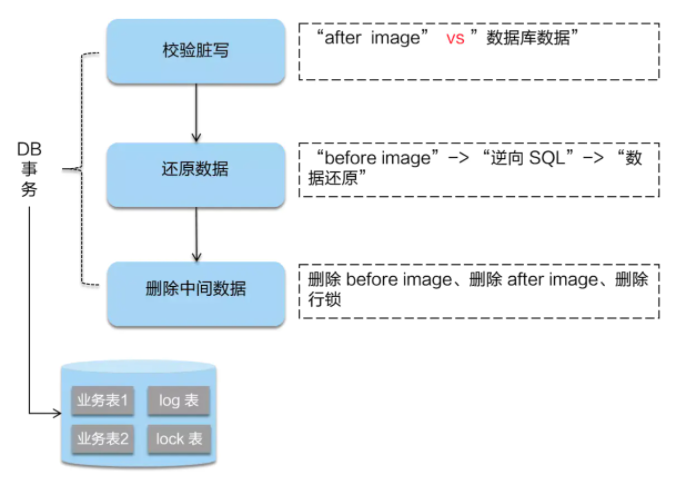 校验脏写
“after image” vs ”数据库数据”
DB
事
务
还原数据
“before image”–> “逆向 SQL”–> “数
据还原”
删除中间数据
删除 before image、删除 after image、删除
行锁
业务表1
log 表
业务表2
lock 表